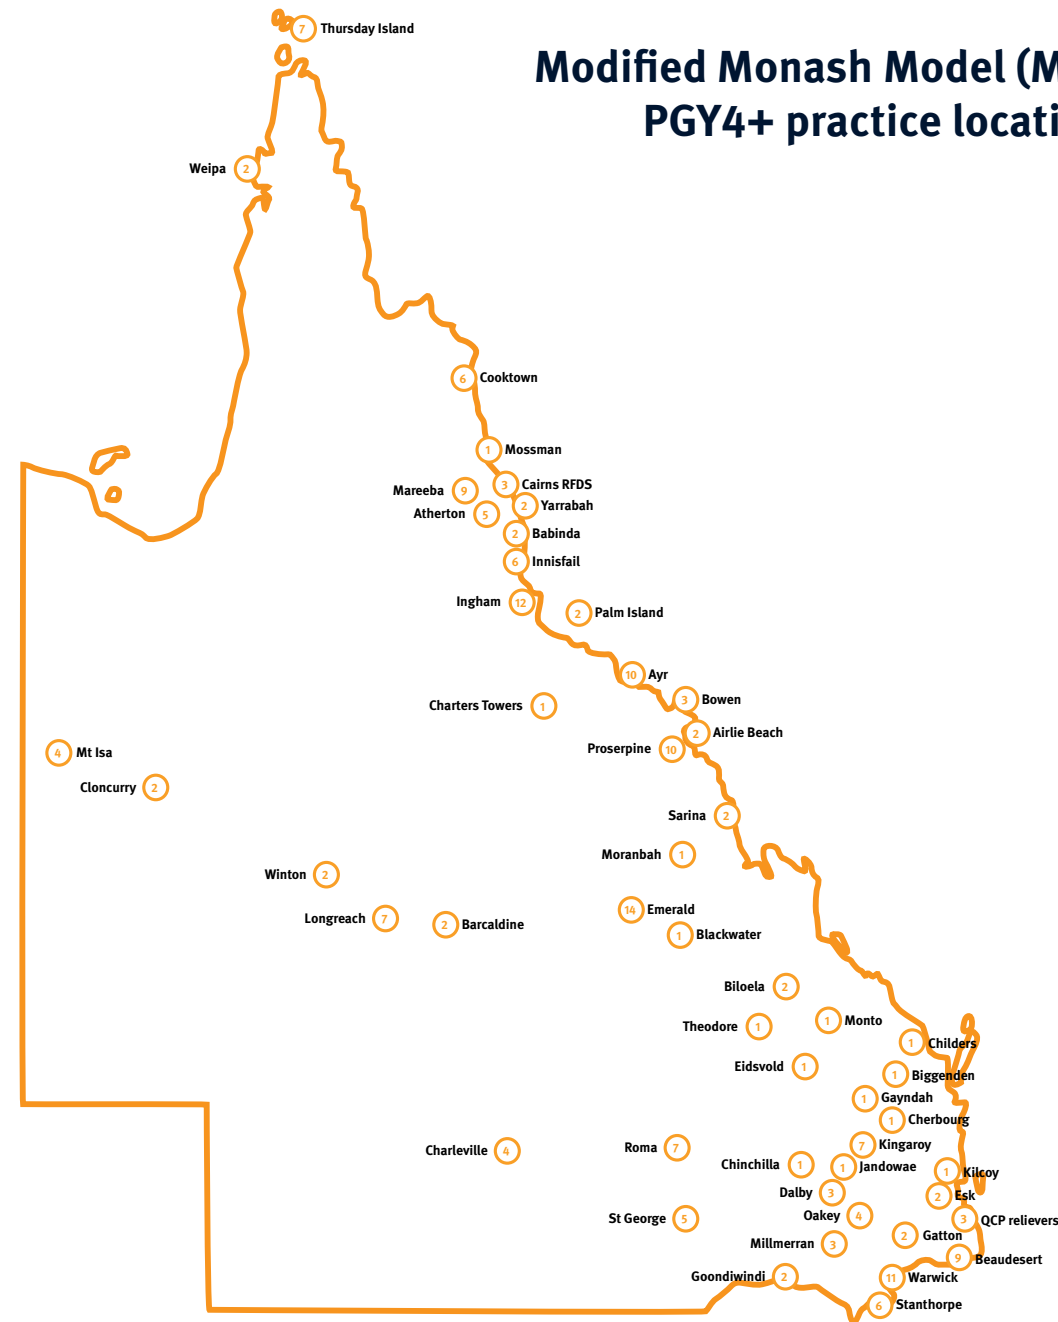 7 Thursday Island
Modified Monash Model (M
PGY4+ practice locati
Weipa 2
6 Cooktown
1 Mossman
3 Cairns RFDS
Mareeba 9
2 Yarrabah
Atherton 5
2 Babinda
6 Innisfail
Ingham 12
2 Palm Island
10 Ayr
3 Bowen
Charters Towers 1
2 Airlie Beach
Proserpine 10
4 Mt Isa
Cloncurry 2
Sarina 2
Moranbah 1
Winton 2
14 Emerald
Longreach 7
2 Barcaldine
1 Blackwater
Biloela 2
1 Monto
Theodore 1
1 Childers
Eidsvold 1
1 Biggenden
1 Gayndah
1 Cherbourg
7 Kingaroy
Roma 7
Charleville 4
Chinchilla 1
1 Jandowae
1 Kilcoy
Dalby 3
2 Esk
Oakey 4
St George 5
3 QCP relievers
2 Gatton
Millmerran 3
9 Beaudesert
Goondiwindi 2
11 Warwick
6 Stanthorpe